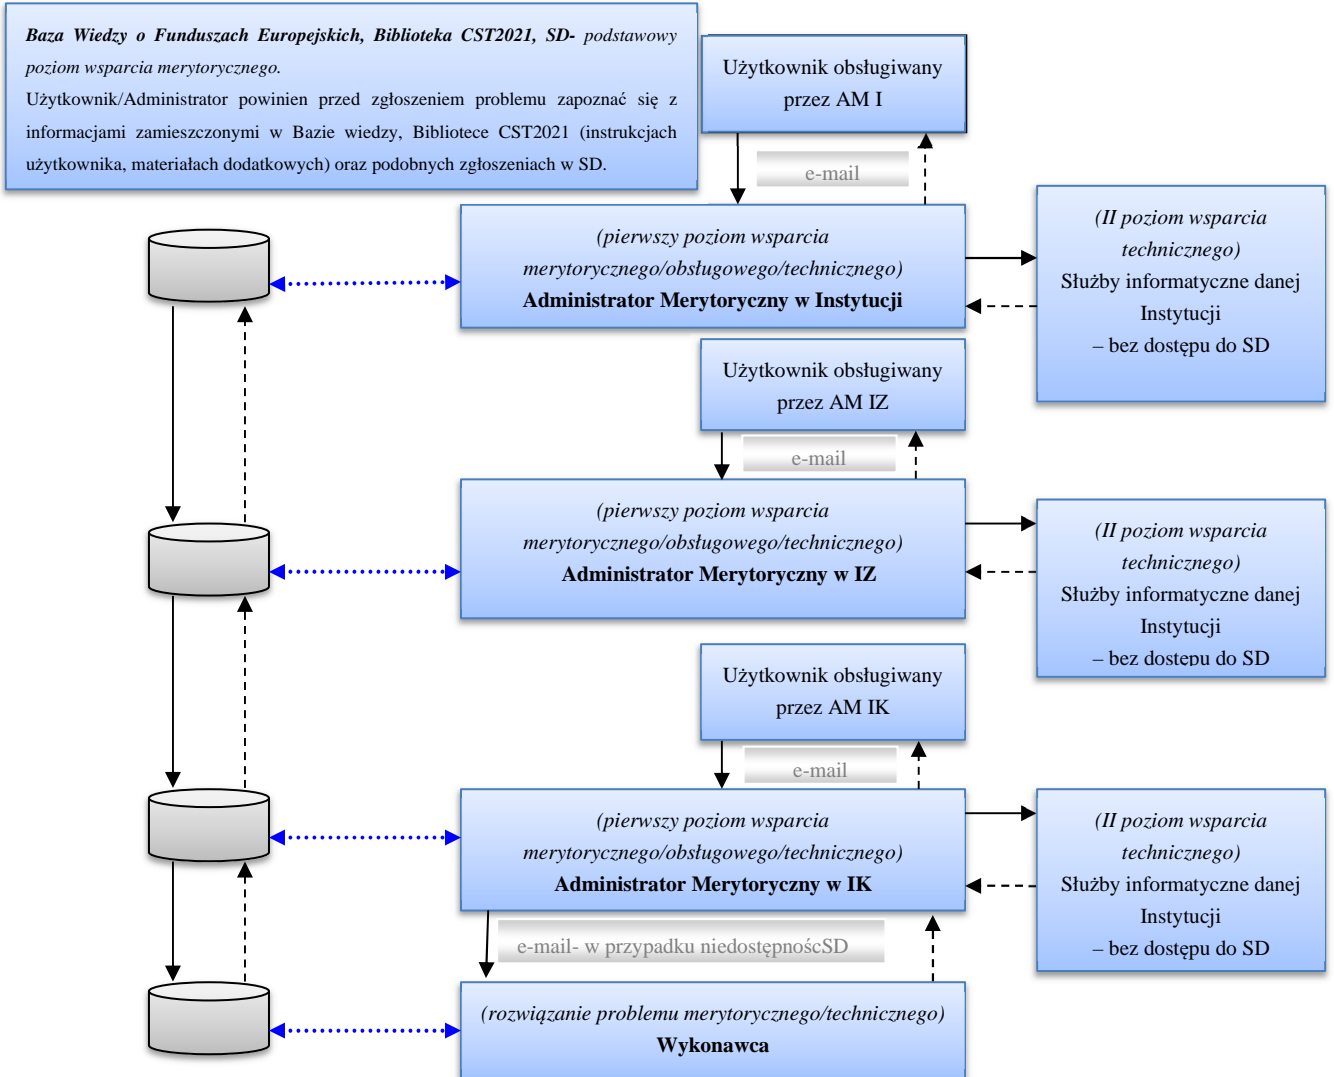 Baza Wiedzy o Funduszach Europejskich, Biblioteka CST2021, SD- podstawowy
poziom wsparcia merytorycznego.
Użytkownik/Administrator powinien przed zgłoszeniem problemu zapoznać się z
informacjami zamieszczonymi w Bazie wiedzy, Bibliotece CST2021 (instrukcjach
użytkownika, materiałach dodatkowych) oraz podobnych zgłoszeniach w SD.
Użytkownik obsługiwany
przez AM I
e-mail
(pierwszy poziom wsparcia
merytorycznego/obsługowego/technicznego)
Administrator Merytoryczny w Instytucji
(II poziom wsparcia
technicznego)
Służby informatyczne danej
Instytucji
– bez dostępu do SD
Użytkownik obsługiwany
przez AM IZ
e-mail
(pierwszy poziom wsparcia
merytorycznego/obsługowego/technicznego)
Administrator Merytoryczny w IZ
(II poziom wsparcia
technicznego)
Służby informatyczne danej
Instytucji
– bez dostępu do SD
Użytkownik obsługiwany
przez AM IK
e-mail
(pierwszy poziom wsparcia
merytorycznego/obsługowego/technicznego)
Administrator Merytoryczny w IK
(II poziom wsparcia
technicznego)
Służby informatyczne danej
Instytucji
– bez dostępu do SD
e-mail- w przypadku niedostępnośćSD
(rozwiązanie problemu merytorycznego/technicznego)
Wykonawca